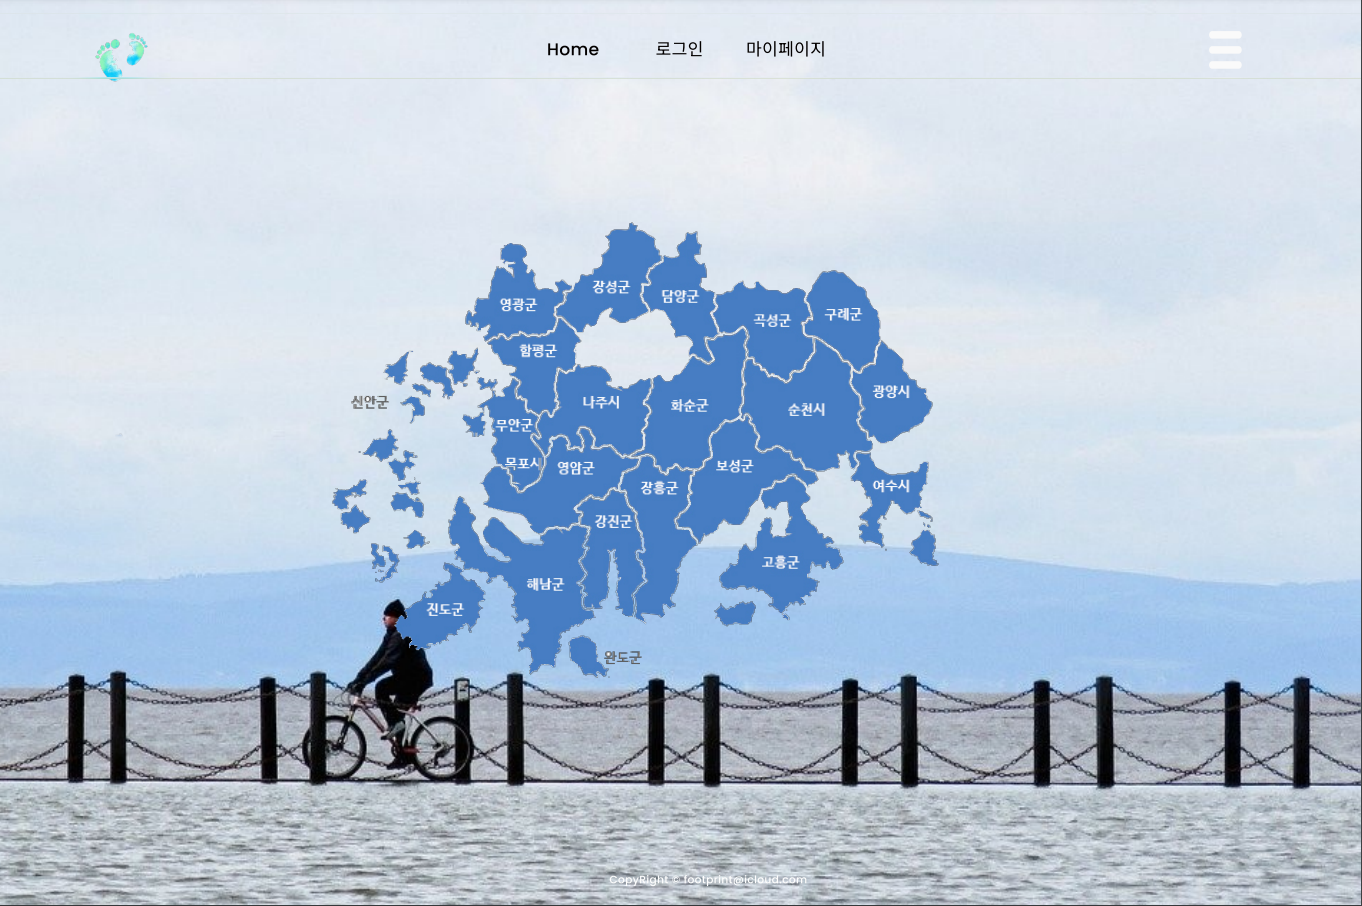 Home 로그인 마이페이지
장성군
담양군
영광군
곡성군
구례군
함평군
광양시
신안군
나주시
화순군
순천시
무안군
목포시
영암군
보성군
장흥군
여수시
강진군
고흥군
해남군
진도군
완도군
CopyRight © footprint@icloud.com